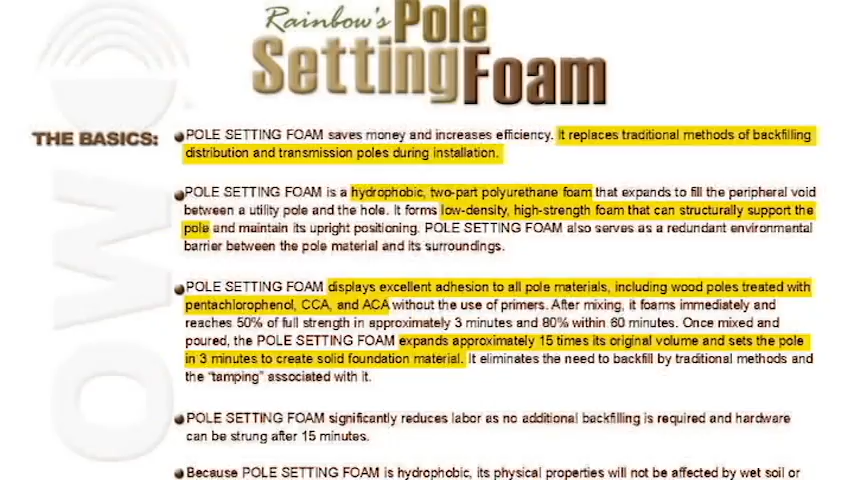 Rainbow's Pole
Setting Foam
THE BASICS:
POLE SETTING FOAM saves money and increases efficiency. It replaces traditional methods of backfilling
distribution and transmission poles during installation.
POLE SETTING FOAM is a hydrophobic, two-part polyurethane foam that expands to fill the peripheral void
between a utility pole and the hole. It forms low-density, high-strength foam that can structurally support the
pole and maintain its upright positioning. POLE SETTING FOAM also serves as a redundant environmental
barrier between the pole material and its surroundings.
POLE SETTING FOAM displays excellent adhesion to all pole materials, including wood poles treated with
pentachlorophenol, CCA, and ACA without the use of primers. After mixing, it foams immediately and
reaches 50% of full strength in approximately 3 minutes and 80% within 60 minutes. Once mixed and
poured, the POLE SETTING FOAM expands approximately 15 times its original volume and sets the pole
in 3 minutes to create solid foundation material. It eliminates the need to backfill by traditional methods and
the “tamping” associated with it.
POLE SETTING FOAM significantly reduces labor as no additional backfilling is required and hardware
can be strung after 15 minutes.
Because POLE SETTING FOAM is hydrophobic, its physical properties will not be affected by wet soil or